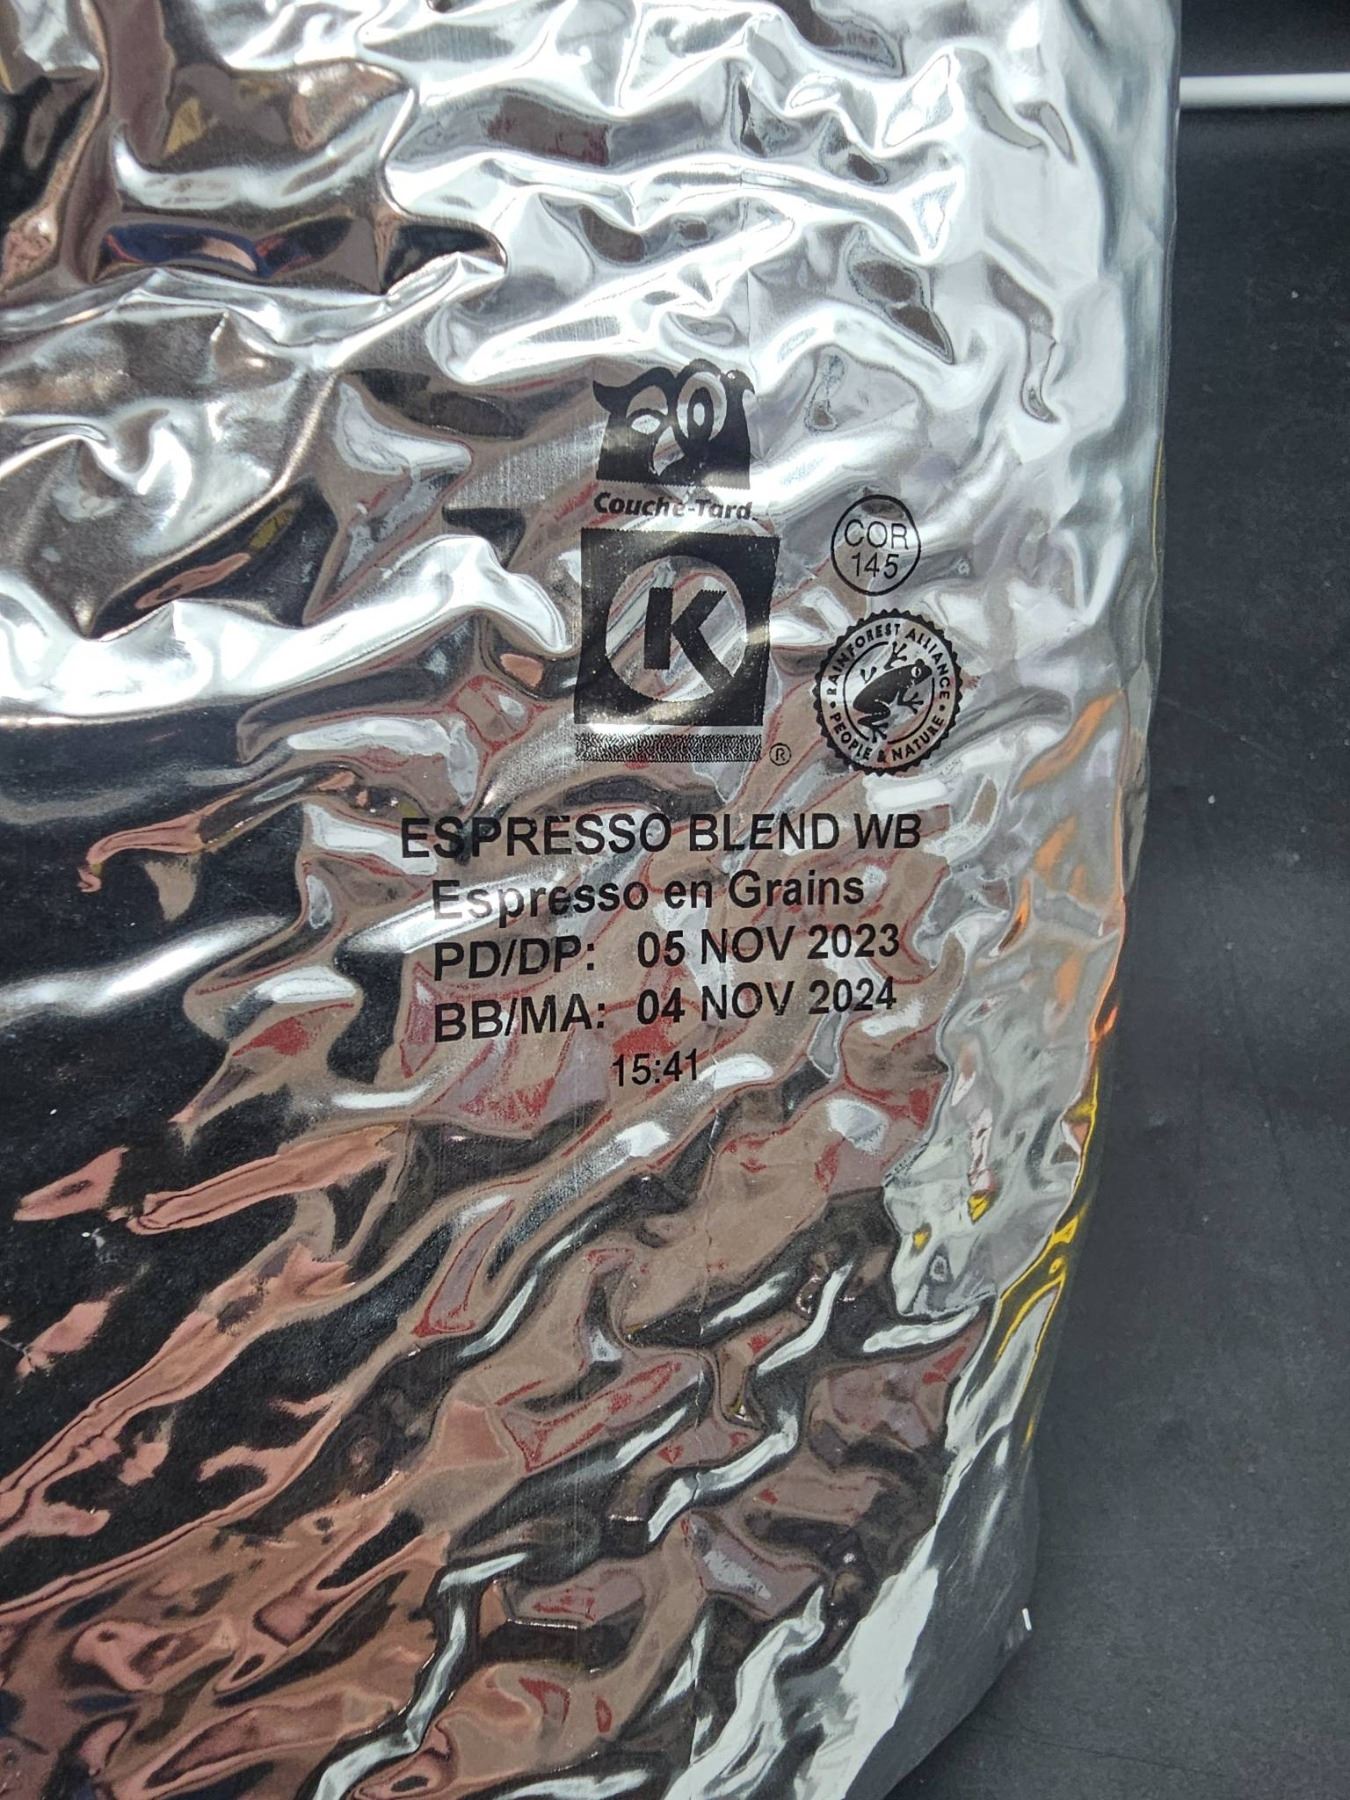 Couche-Tard
COR
145
K
®
RAINFOREST ALLIANCE
PEOPLE & NATURE
ESPRESSO BLEND WB
Espresso en Grains
PD/DP: 05 NOV 2023
BB/MA: 04 NOV 2024
15:41